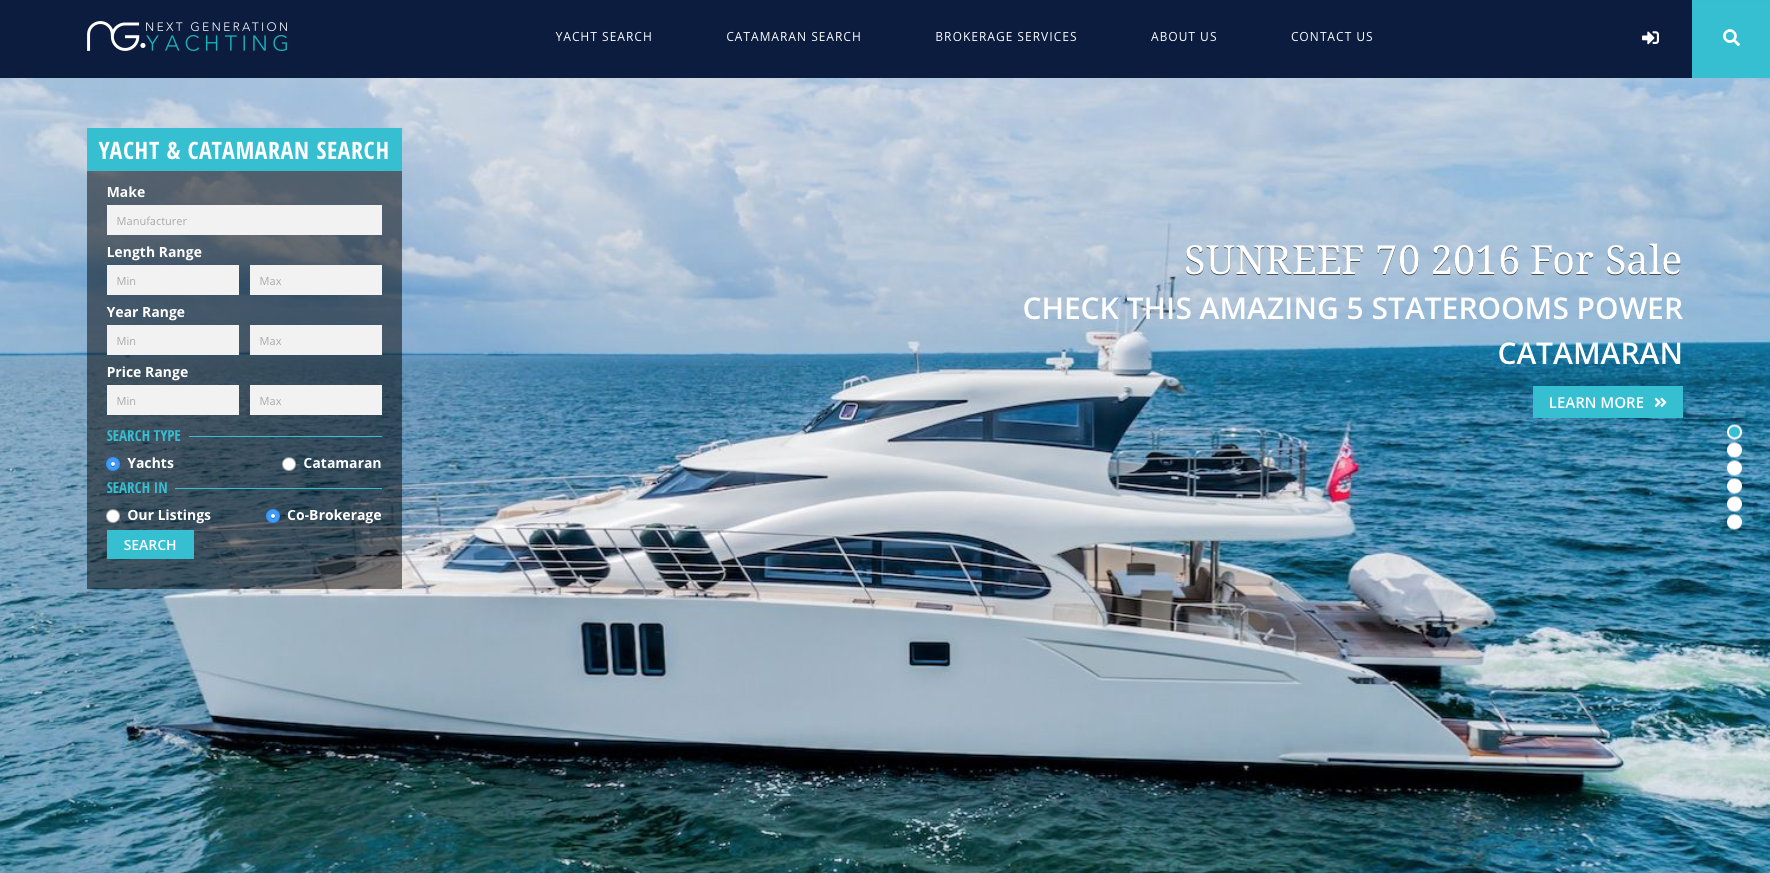 NEXT GENERATION
NG.YACHTING
YACHT SEARCH
CATAMARAN SEARCH
BROKERAGE SERVICES
ABOUT US
CONTACT US
YACHT & CATAMARAN SEARCH
Make
Manufacturer
Length Range
Min
Max
Year Range
Min
Max
Price Range
Min
Max
SEARCH TYPE
Yachts
Catamaran
SEARCH IN
Our Listings
Co-Brokerage
SEARCH
SUNREEF 70 2016 For Sale
CHECK THIS AMAZING 5 STATEROOMS POWER
CATAMARAN
LEARN MORE